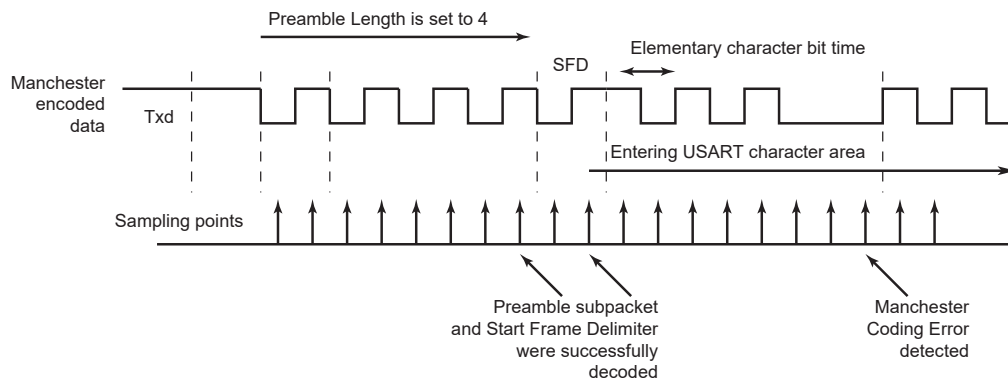 Preamble Length is set to 4
SFD
Elementary character bit time
Manchester
encoded
data
Txd
Entering USART character area
Sampling points
Preamble subpacket
and Start Frame Delimiter
were successfully
decoded
Manchester
Coding Error
detected